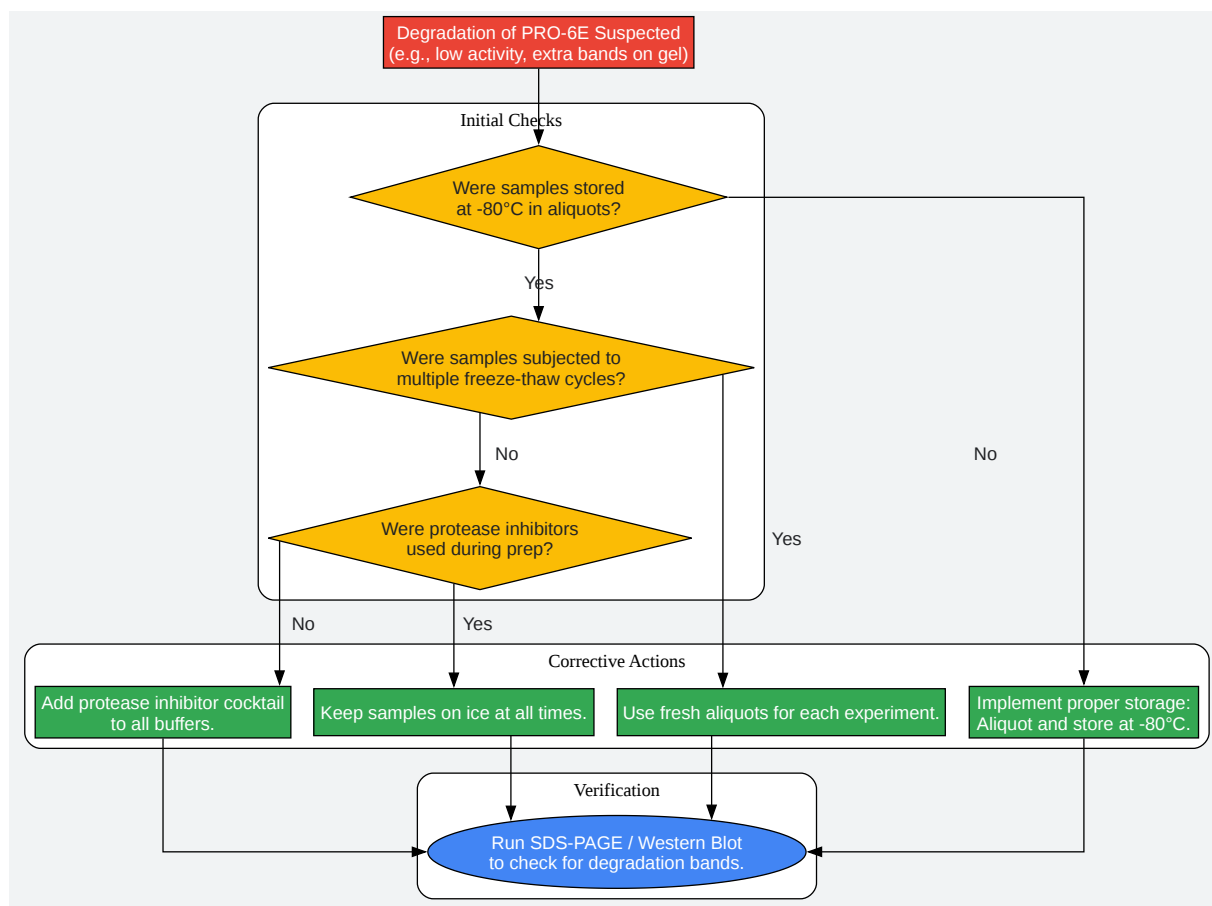 Degradation of PRO-6E Suspected
(e.g., low activity, extra bands on gel)
Initial Checks
Were samples stored
at -80°C in aliquots?
Yes
Were samples subjected to
multiple freeze-thaw cycles?
No
No
Were protease inhibitors
used during prep?
Yes
No
Yes
Corrective Actions
Add protease inhibitor cocktail
to all buffers.
Keep samples on ice at all times.
Use fresh aliquots for each experiment.
Implement proper storage:
Aliquot and store at -80°C.
Verification
Run SDS-PAGE / Western Blot
to check for degradation bands.